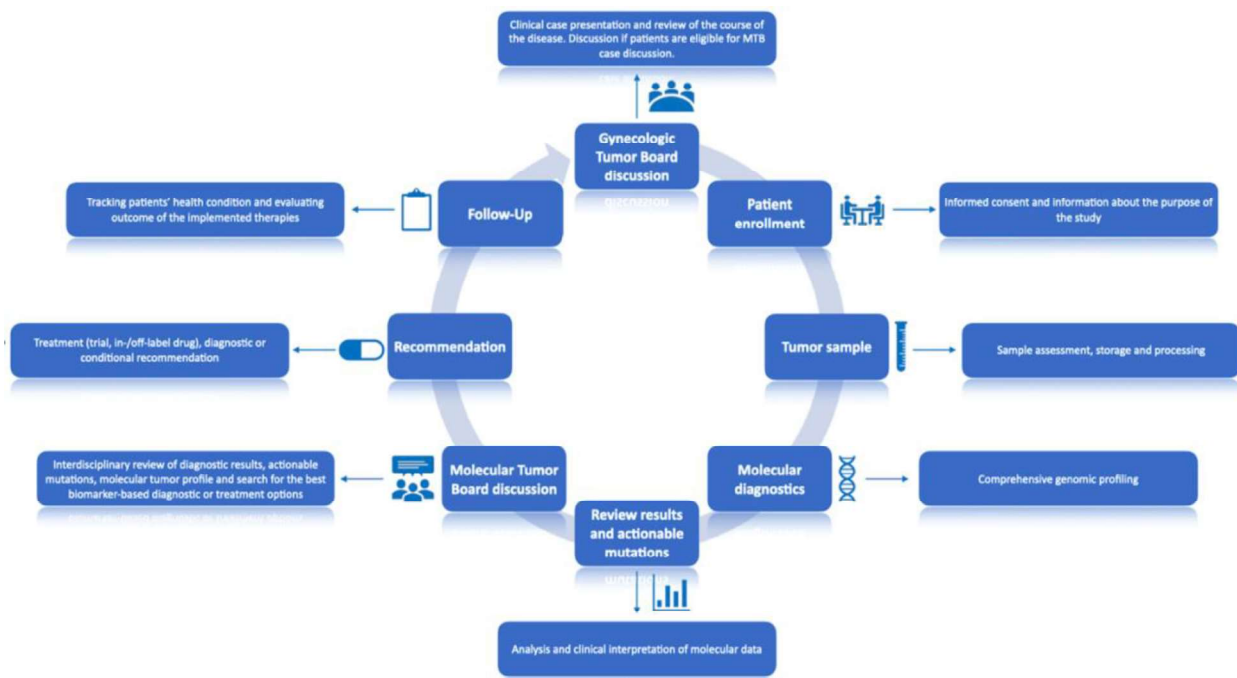 Clinical case presentation and review of the course of
the disease. Discussion if patients are eligible for MTB
case discussion.
Gynecologic
Tumor Board
discussion
Patient
enrollment
Informed consent and information about the purpose of
the study
Tumor sample
Sample assessment, storage and processing
Molecular
diagnostics
Comprehensive genomic profiling
Review results
and actionable
mutations
Analysis and clinical interpretation of molecular data
Molecular Tumor
Board discussion
Interdisciplinary review of diagnostic results, actionable
mutations, molecular tumor profile and search for the best
biomarker-based diagnostic or treatment options
Recommendation
Treatment (trial, in-/off-label drug), diagnostic or
conditional recommendation
Follow-Up
Tracking patients' health condition and evaluating
outcome of the implemented therapies